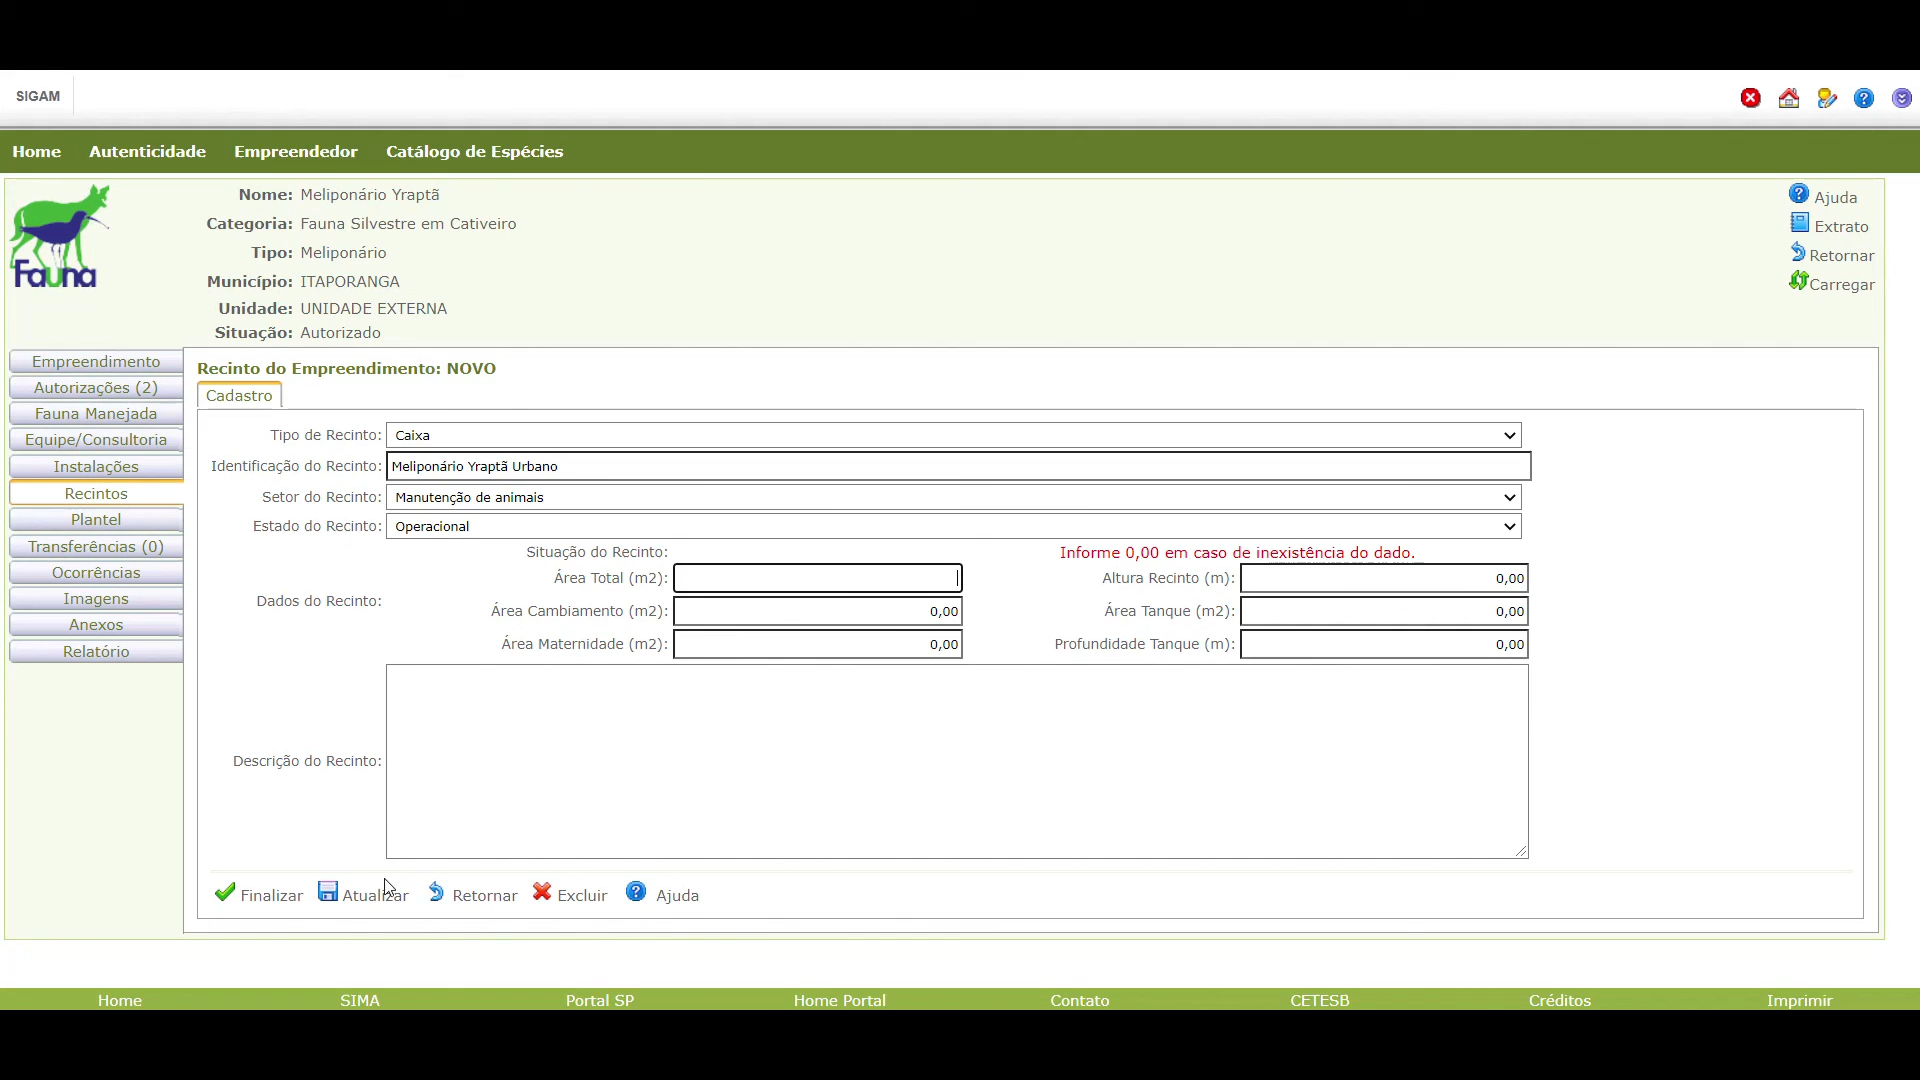 SIGAM
Home Autenticidade Empreendedor Catálogo de Espécies
Fauna
Nome: Meliponário Yraptã
Categoria: Fauna Silvestre em Cativeiro
Tipo: Meliponário
Município: ITAPORANGA
Unidade: UNIDADE EXTERNA
Situação: Autorizado
Ajuda
Extrato
Retornar
Carregar
Empreendimento
Autorizações (2)
Fauna Manejada
Equipe/Consultoria
Instalações
Recintos
Plantel
Transferências (0)
Ocorrências
Imagens
Anexos
Relatório
Recinto do Empreendimento: NOVO
Cadastro
Tipo de Recinto: Caixa
Identificação do Recinto: Meliponário Yraptã Urbano
Setor do Recinto: Manutenção de animais
Estado do Recinto: Operacional
Situação do Recinto: Informe 0,00 em caso de inexistência do dado.
Área Total (m2): Altura Recinto (m): 0,00
Dados do Recinto: Área Cambiamento (m2): 0,00 Área Tanque (m2): 0,00
Área Maternidade (m2): 0,00 Profundidade Tanque (m): 0,00
Descrição do Recinto:
Finalizar Atualizar Retornar Excluir Ajuda
Home SIMA Portal SP Home Portal Contato CETESB Créditos Imprimir